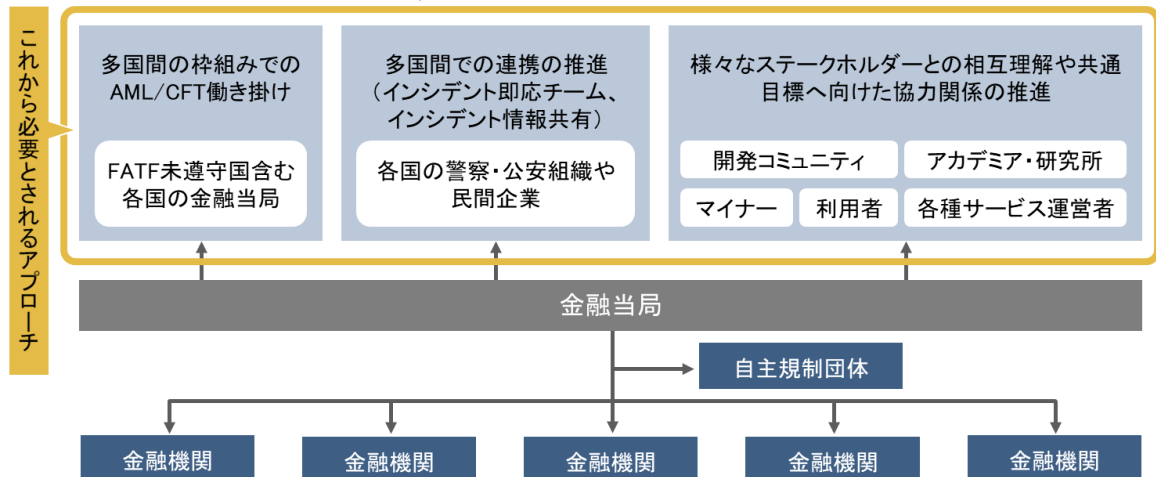 これから必要とされるアプローチ
多国間の枠組みでの
AML/CFT働き掛け
FATF未遵守国含む
各国の金融当局
多国間での連携の推進
（インシデント即応チーム、
インシデント情報共有）
各国の警察・公安組織や
民間企業
様々なステークホルダーとの相互理解や共通
目標へ向けた協力関係の推進
開発コミュニティ
アカデミア・研究所
マイナー
利用者
各種サービス運営者
金融当局
自主規制団体
金融機関
金融機関
金融機関
金融機関
金融機関